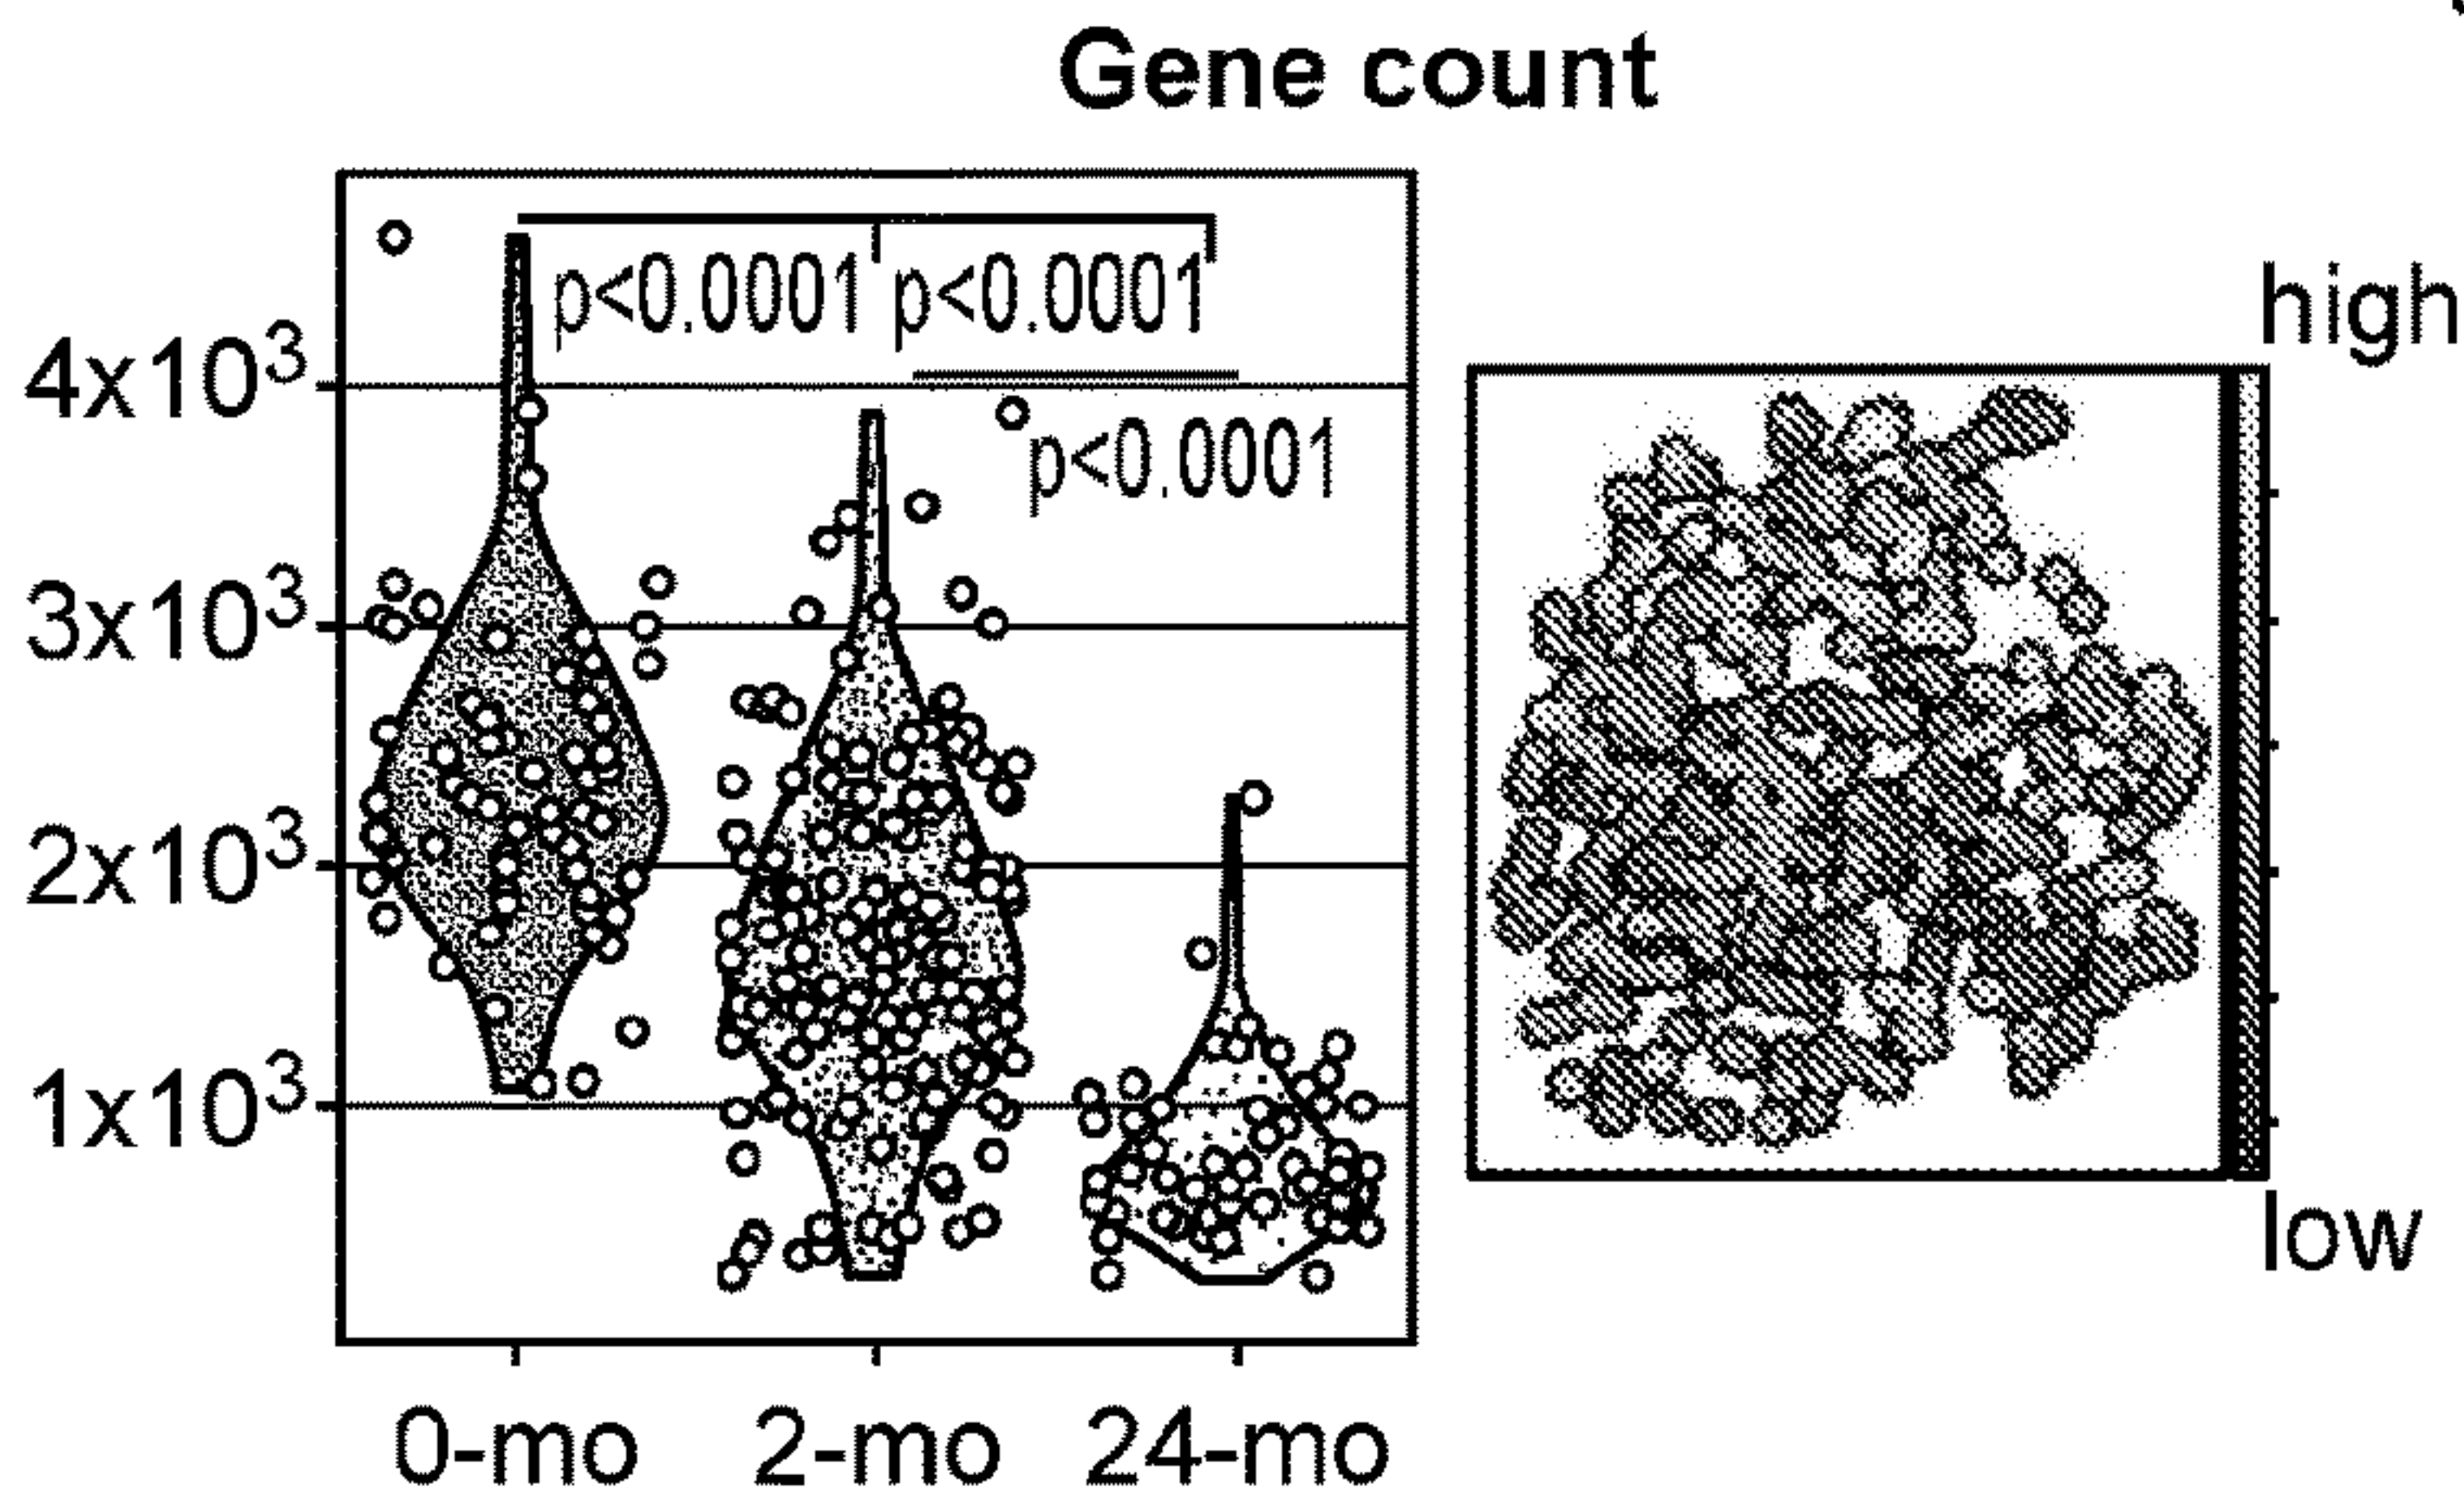 Gene count
p<0.0001 p<0.0001
p<0.0001
4x10³
3x10³
2x10³
1x10³
0-mo 2-mo 24-mo
high
low